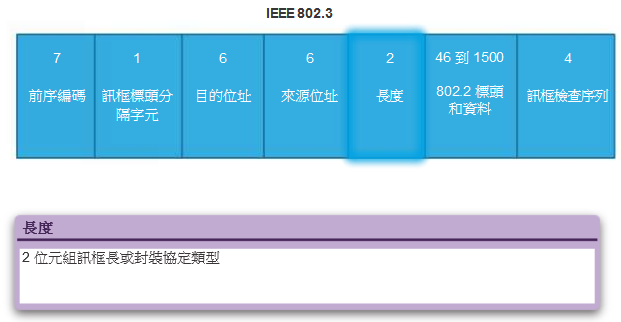 IEEE 802.3
7
前序編碼
1
訊框標頭分
隔字元
6
目的位址
6
來源位址
2
長度
46 到 1500
802.2 標頭
和資料
4
訊框檢查序列
長度
2 位元組訊框長或封裝協定類型